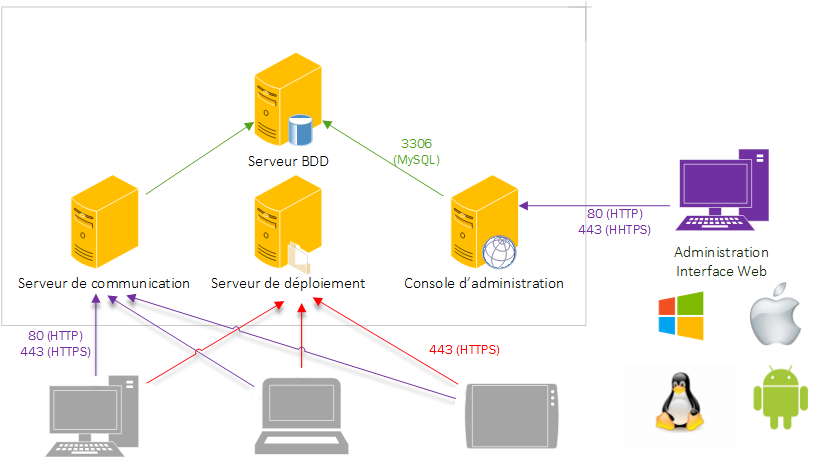 3306
(MySQL)
Serveur BDD
80 (HTTP)
443 (HHTPS)
Administration
Interface Web
Serveur de communication
Serveur de déploiement
Console d'administration
80 (HTTP)
443 (HTTPS)
443 (HTTPS)